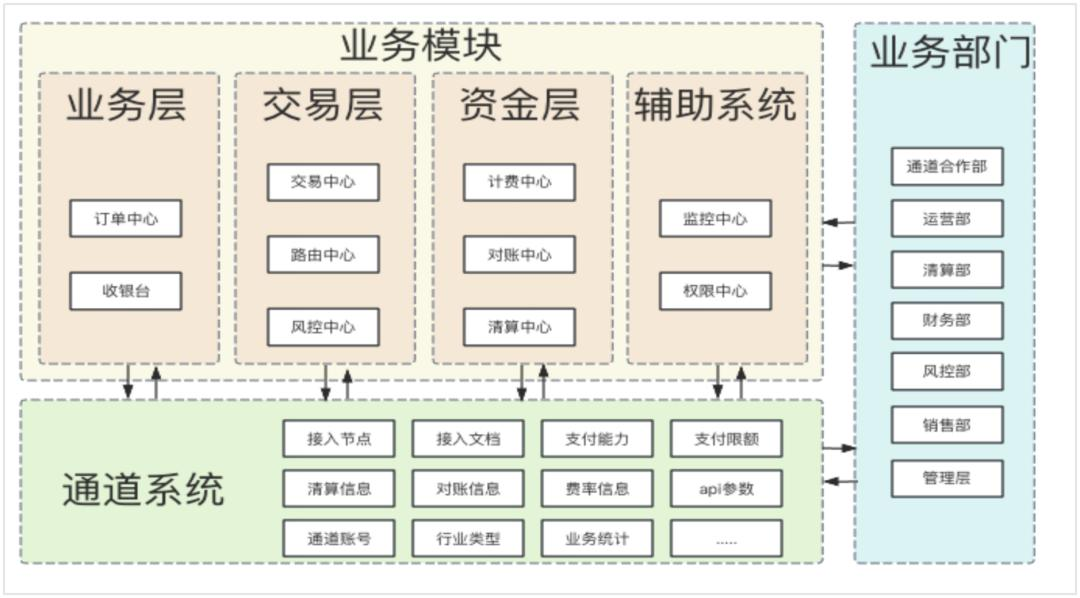 业务模块
业务层
订单中心
收银台
交易层
交易中心
路由中心
风控中心
资金层
计费中心
对账中心
清算中心
辅助系统
监控中心
权限中心
业务部门
通道合作部
运营部
清算部
财务部
风控部
销售部
管理层
通道系统
接入节点
接入文档
支付能力
支付限额
清算信息
对账信息
费率信息
api参数
通道账号
行业类型
业务统计
.....